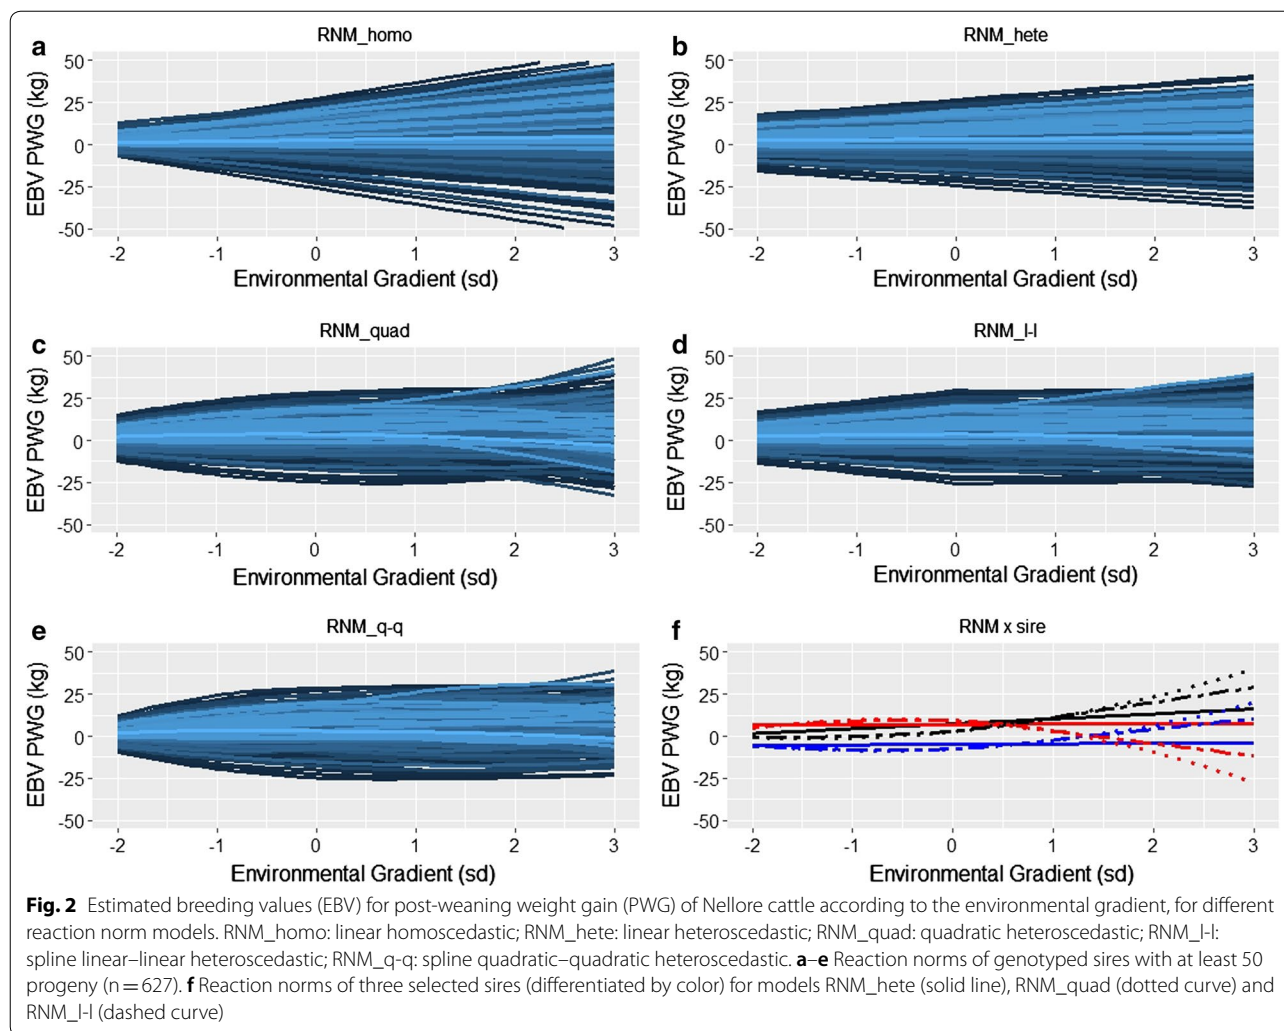 a
RNM_homo
50
25
0
-25
-50
EBV PWG (kg)
-2 -1 0 1 2 3
Environmental Gradient (sd)
b
RNM_hete
50
25
0
-25
-50
EBV PWG (kg)
-2 -1 0 1 2 3
Environmental Gradient (sd)
c
RNM_quad
50
25
0
-25
-50
EBV PWG (kg)
-2 -1 0 1 2 3
Environmental Gradient (sd)
d
RNM_l-l
50
25
0
-25
-50
EBV PWG (kg)
-2 -1 0 1 2 3
Environmental Gradient (sd)
e
RNM_q-q
50
25
0
-25
-50
EBV PWG (kg)
-2 -1 0 1 2 3
Environmental Gradient (sd)
f
RNM x sire
50
25
0
-25
-50
EBV PWG (kg)
-2 -1 0 1 2 3
Environmental Gradient (sd)
Fig. 2 Estimated breeding values (EBV) for post-weaning weight gain (PWG) of Nellore cattle according to the environmental gradient, for different
reaction norm models. RNM_homo: linear homoscedastic; RNM_hete: linear heteroscedastic; RNM_quad: quadratic heteroscedastic; RNM_l-l:
spline linear–linear heteroscedastic; RNM_q-q: spline quadratic–quadratic heteroscedastic. a–e Reaction norms of genotyped sires with at least 50
progeny (n = 627). f Reaction norms of three selected sires (differentiated by color) for models RNM_hete (solid line), RNM_quad (dotted curve) and
RNM_l-l (dashed curve)